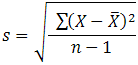 s = √(∑(X − X̄)² / (n − 1))